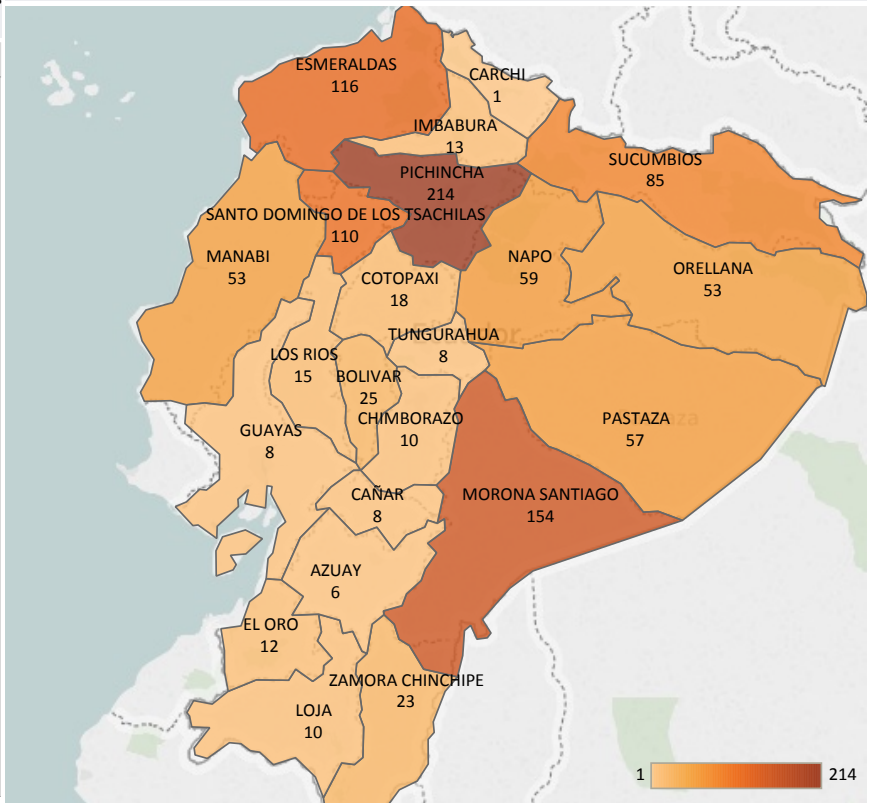 ESMERALDAS
116
CARCHI
1
IMBABURA
13
SUCUMBIOS
85
PICHINCHA
214
SANTO DOMINGO DE LOS TSACHILAS
110
MANABI
53
NAPO
59
ORELLANA
53
COTOPAXI
18
TUNGURAHUA
8
LOS RIOS
15
BOLIVAR
25
CHIMBORAZO
10
PASTAZA
57
GUAYAS
8
CAÑAR
8
MORONA SANTIAGO
154
AZUAY
6
EL ORO
12
ZAMORA CHINCHIPE
23
LOJA
10
1 214